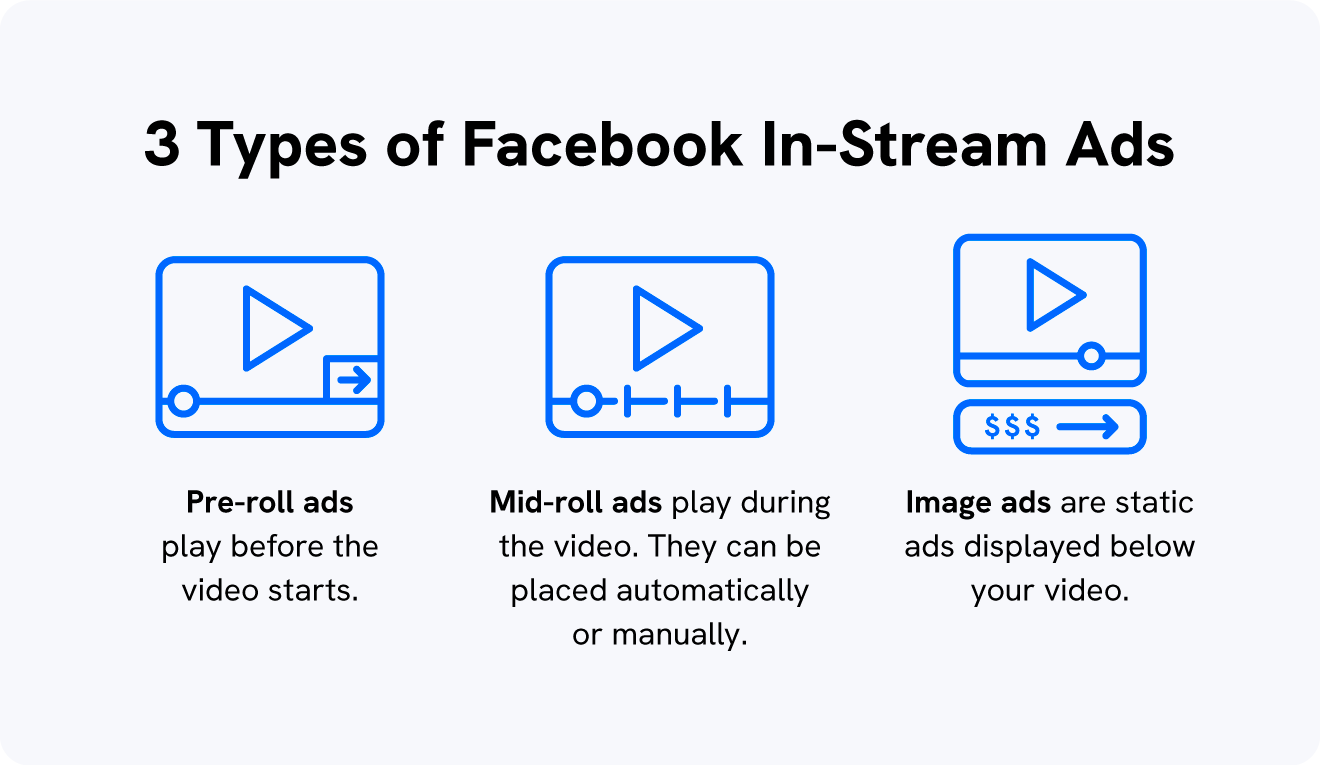 3 Types of Facebook In-Stream Ads
$$$
Pre-roll ads
play before the
video starts.
Mid-roll ads play during
the video. They can be
placed automatically
or manually.
Image ads are static
ads displayed below
your video.